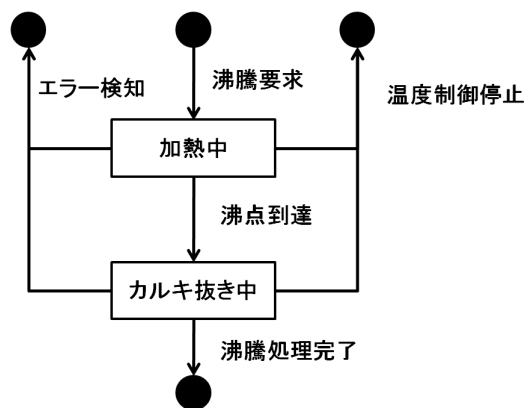 エラー検知
沸騰要求
温度制御停止
加熱中
沸点到達
カルキ抜き中
沸騰処理完了